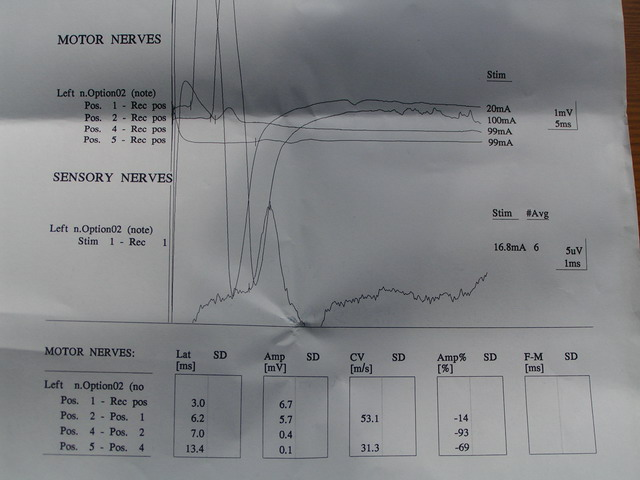 MOTOR NERVES
Stim
Left n.Option02 (note)
Pos. 1 - Rec pos 20mA
Pos. 2 - Rec pos 100mA
Pos. 4 - Rec pos 99mA
Pos. 5 - Rec pos 99mA
1mV
5ms
SENSORY NERVES
Stim #Avg
Left n.Option02 (note)
Stim 1 - Rec 1 16.8mA 6
5uV
1ms
MOTOR NERVES: Lat SD Amp SD CV SD Amp% SD F-M SD
[ms] [mV] [m/s] [%] [ms]
Left n.Option02 (no
Pos. 1 - Rec pos 3.0 6.7
Pos. 2 - Pos. 1 6.2 5.7 53.1 -14
Pos. 4 - Pos. 2 7.0 0.4 -93
Pos. 5 - Pos. 4 13.4 0.1 31.3 -69